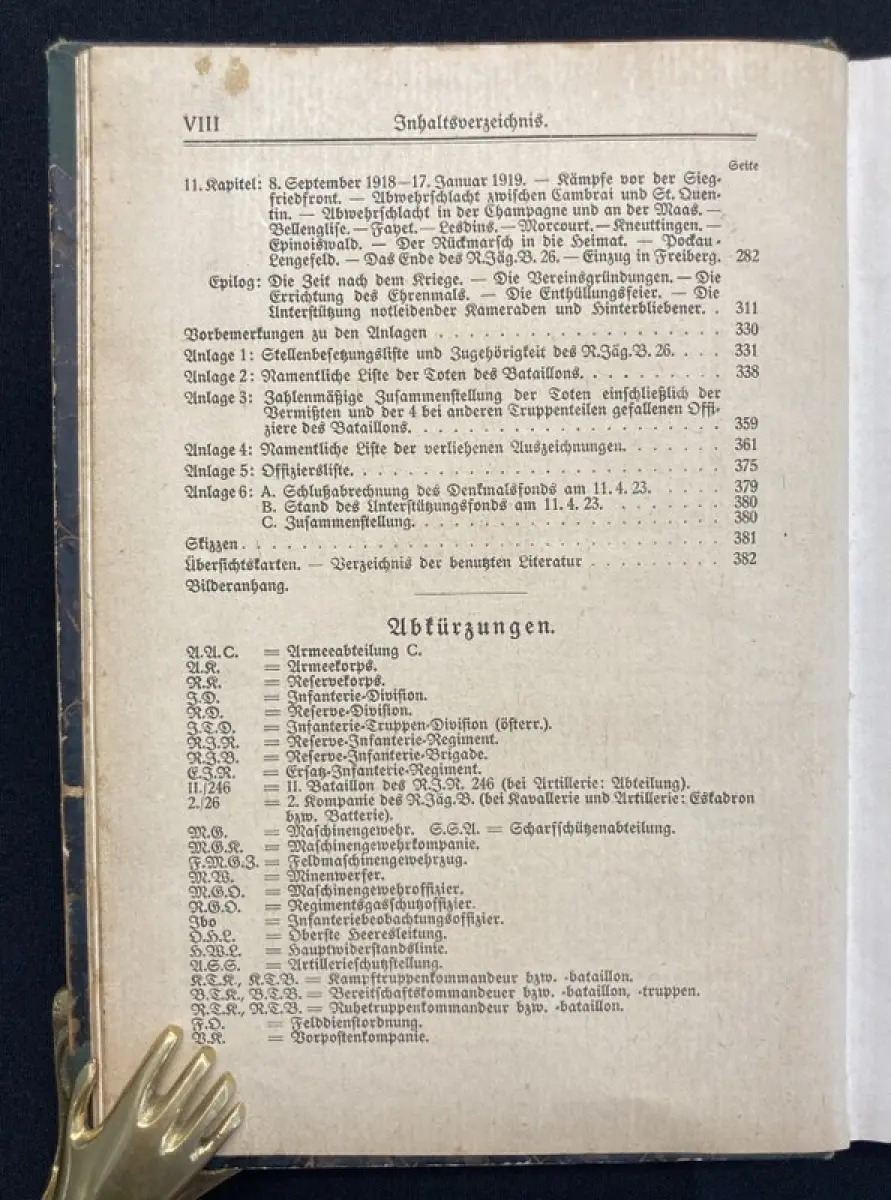 VIII Inhaltsverzeichnis.
Seite
11. Kapitel: 8. September 1918–17. Januar 1919. — Kämpfe vor der Sieg-
friedfront. — Abwehrschlacht zwischen Cambrai und St. Quen-
tin. — Abwehrschlacht in der Champagne und an der Maas. —
Bellenglise. — Fayet. — Lesdins. — Morcourt. — Kneuttingen. —
Epinoiswald. — Der Rückmarsch in die Heimat. — Pockau-
Lengefeld. — Das Ende des R.Jäg.B. 26. — Einzug in Freiberg. 282
Epilog: Die Zeit nach dem Kriege. — Die Vereinsgründungen. — Die
Errichtung des Ehrenmals. — Die Enthüllungsfeier. — Die
Unterstützung notleidender Kameraden und Hinterbliebener. . 311
Vorbemerkungen zu den Anlagen . . . . . . . . . . . . . . . . 330
Anlage 1: Stellenbesetzungsliste und Zugehörigkeit des R.Jäg.B. 26. . . . 331
Anlage 2: Namentliche Liste der Toten des Bataillons. . . . . . . . . 338
Anlage 3: Zahlenmäßige Zusammenstellung der Toten einschließlich der
Vermißten und der 4 bei anderen Truppenteilen gefallenen Offi-
ziere des Bataillons. . . . . . . . . . . . . . . . . 359
Anlage 4: Namentliche Liste der verliehenen Auszeichnungen. . . . . . . 361
Anlage 5: Offiziersliste. . . . . . . . . . . . . . . . . . . . 375
Anlage 6: A. Schlußabrechnung des Denkmalsfonds am 11. 4. 23. . . . . 379
B. Stand des Unterstützungsfonds am 11. 4. 23. . . . . . . . 380
C. Zusammenstellung. . . . . . . . . . . . . . . . . 380
Skizzen. . . . . . . . . . . . . . . . . . . . . . . . . . 381
Übersichtskarten. — Verzeichnis der benutzten Literatur . . . . . . . . . 382
Bilderanhang.
Abkürzungen.
A.A.C. = Armeeabteilung C.
A.K. = Armeekorps.
R.K. = Reservekorps.
I.D. = Infanterie-Division.
R.D. = Reserve-Division.
I.T.D. = Infanterie-Truppen-Division (österr.).
R.I.R. = Reserve-Infanterie-Regiment.
R.I.B. = Reserve-Infanterie-Brigade.
E.I.R. = Ersatz-Infanterie-Regiment.
II./246 = II. Bataillon des R.I.R. 246 (bei Artillerie: Abteilung).
2./26 = 2. Kompanie des R.Jäg.B. (bei Kavallerie und Artillerie: Eskadron
bzw. Batterie).
M.G. = Maschinengewehr. S.S.A. = Scharfschützenabteilung.
M.G.K. = Maschinengewehrkompanie.
F.M.G.Z. = Feldmaschinengewehrzug.
M.W. = Minenwerfer.
M.G.O. = Maschinengewehroffizier.
R.G.O. = Regimentsgasschutzoffizier.
Ibo = Infanteriebeobachtungsoffizier.
O.H.L. = Oberste Heeresleitung.
H.W.L. = Hauptwiderstandslinie.
A.S.S. = Artillerieschutzstellung.
K.T.K., K.T.B. = Kampftruppenkommandeur bzw. -bataillon.
B.T.K., B.T.B. = Bereitschaftskommandeuer bzw. -bataillon, -truppen.
R.T.K., R.T.B. = Ruhetruppenkommandeur bzw. -bataillon.
F.O. = Felddienstordnung.
V.K. = Vorpostenkompanie.